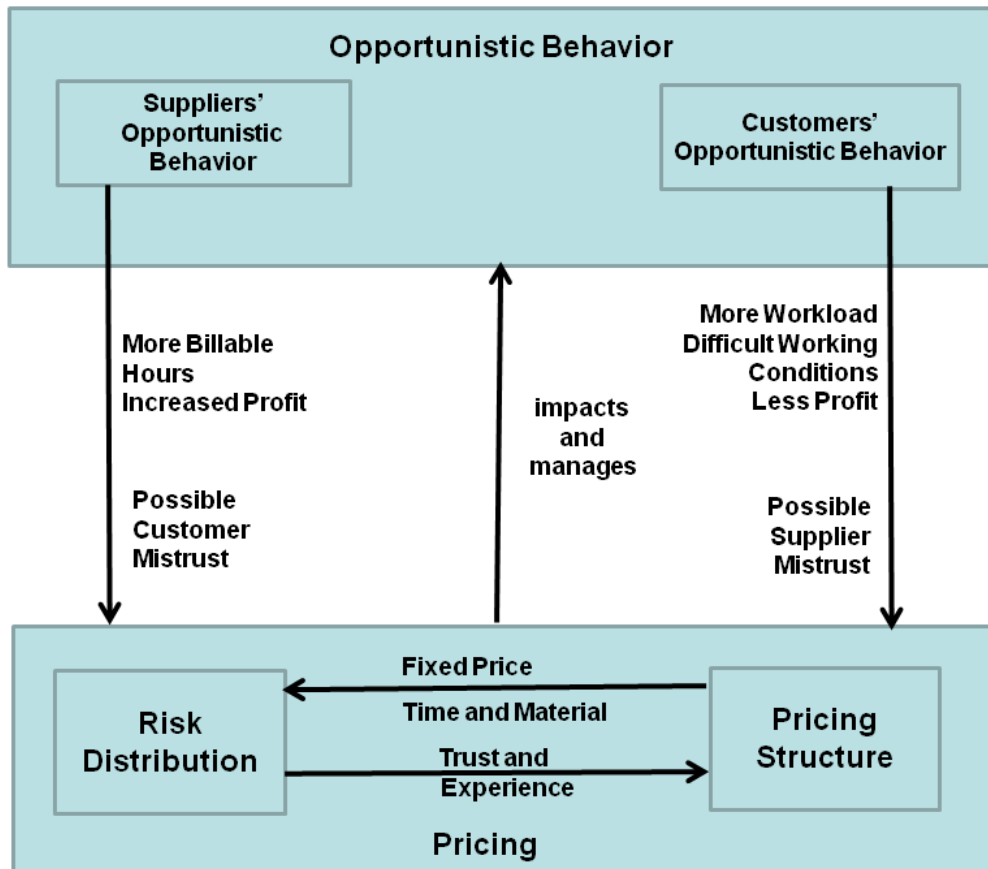 Opportunistic Behavior
Suppliers’
Opportunistic
Behavior
Customers’
Opportunistic Behavior
More Billable
Hours
Increased Profit
Possible
Customer
Mistrust
impacts
and
manages
More Workload
Difficult Working
Conditions
Less Profit
Possible
Supplier
Mistrust
Risk
Distribution
Fixed Price
Time and Material
Trust and
Experience
Pricing
Structure
Pricing